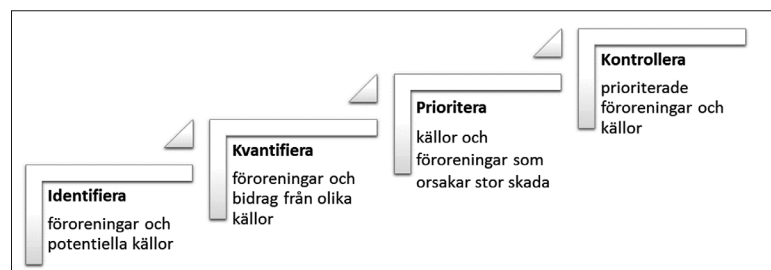 Identifiera
föroreningar och
potentiella källor
Kvantifiera
föroreningar och
bidrag från olika
källor
Prioritera
källor och
föroreningar som
orsakar stor skada
Kontrollera
prioriterade
föroreningar och
källor